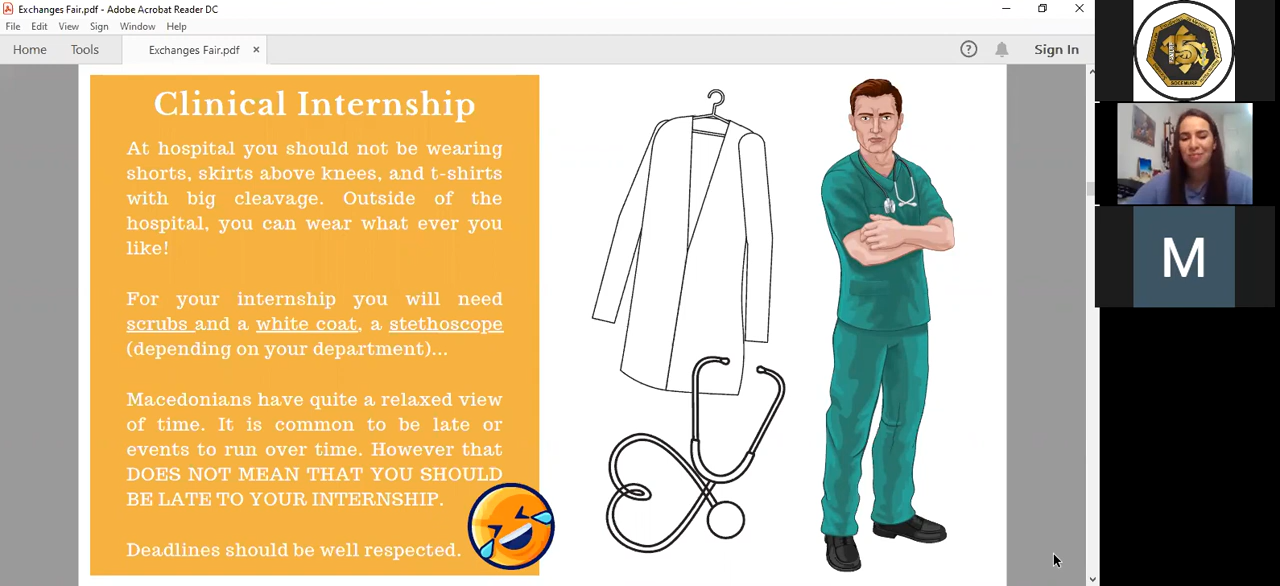 Exchanges Fair.pdf - Adobe Acrobat Reader DC
File Edit View Sign Window Help
Home Tools Exchanges Fair.pdf × ? Sign In
Clinical Internship
At hospital you should not be wearing
shorts, skirts above knees, and t-shirts
with big cleavage. Outside of the
hospital, you can wear what ever you
like!
For your internship you will need
scrubs and a white coat, a stethoscope
(depending on your department)...
Macedonians have quite a relaxed view
of time. It is common to be late or
events to run over time. However that
DOES NOT MEAN THAT YOU SHOULD
BE LATE TO YOUR INTERNSHIP.
Deadlines should be well respected.
15
M